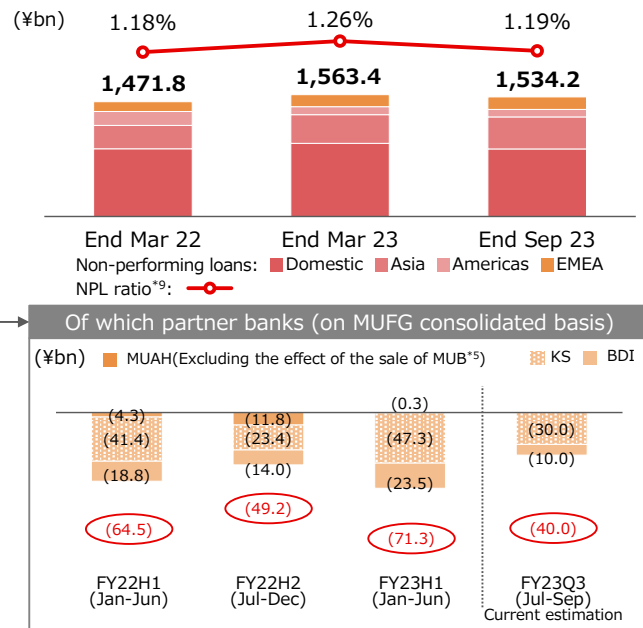 (¥bn)
1.18% 1.26% 1.19%
1,471.8 1,563.4 1,534.2
End Mar 22 End Mar 23 End Sep 23
Non-performing loans: Domestic Asia Americas EMEA
NPL ratio*9:
Of which partner banks (on MUFG consolidated basis)
(¥bn) MUAH(Excluding the effect of the sale of MUB*5) KS BDI
(4.3) (11.8) (0.3)
(41.4) (23.4) (47.3) (30.0)
(18.8) (14.0) (23.5) (10.0)
(64.5) (49.2) (71.3) (40.0)
FY22H1 FY22H2 FY23H1 FY23Q3
(Jan-Jun) (Jul-Dec) (Jan-Jun) (Jul-Sep)
Current estimation